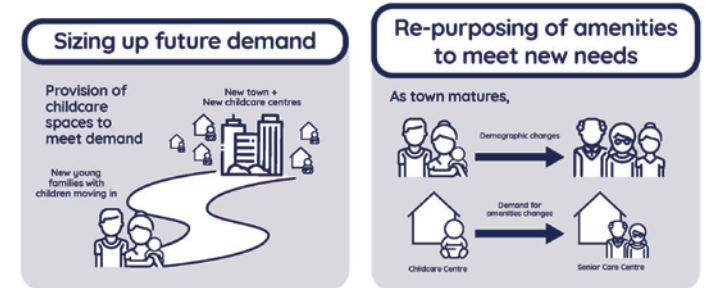 Sizing up future demand
Provision of
childcare
spaces to
meet demand
New town +
New childcare centres
New young
families with
children moving in
Re-purposing of amenities
to meet new needs
As town matures,
Demographic changes
Demand for
amenities changes
Childcare Centre
Senior Care Centre